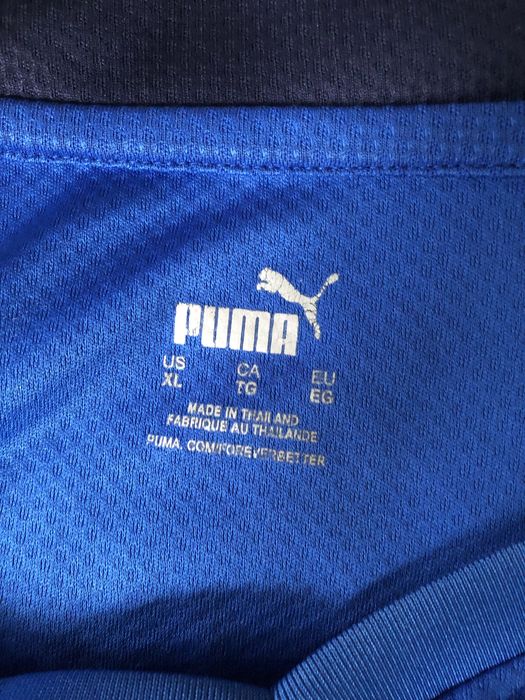 PUMA
US CA EU
XL TG EG
MADE IN THAILAND
FABRIQUE AU THAILANDE
PUMA. COM/FOREVERBETTER